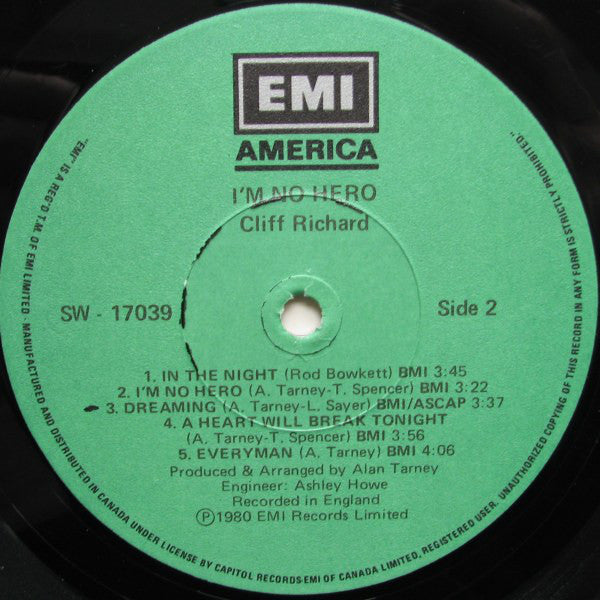 EMI
AMERICA
I'M NO HERO
Cliff Richard
SW - 17039
Side 2
1. IN THE NIGHT (Rod Bowkett) BMI 3:45
2. I'M NO HERO (A. Tarney-T. Spencer) BMI 3:22
3. DREAMING (A. Tarney-L. Sayer) BMI/ASCAP 3:37
4. A HEART WILL BREAK TONIGHT
(A. Tarney-T. Spencer) BMI 3:56
5. EVERYMAN (A. Tarney) BMI 4:06
Produced & Arranged by Alan Tarney
Engineer: Ashley Howe
Recorded in England
Ⓟ1980 EMI Records Limited
"EMI" IS A REG'D T.M. OF EMI LIMITED · MANUFACTURED AND DISTRIBUTED IN CANADA UNDER LICENSE BY CAPITOL RECORDS-EMI OF CANADA LIMITED, REGISTERED USER. UNAUTHORIZED COPYING OF THIS RECORD IN ANY FORM IS STRICTLY PROHIBITED."